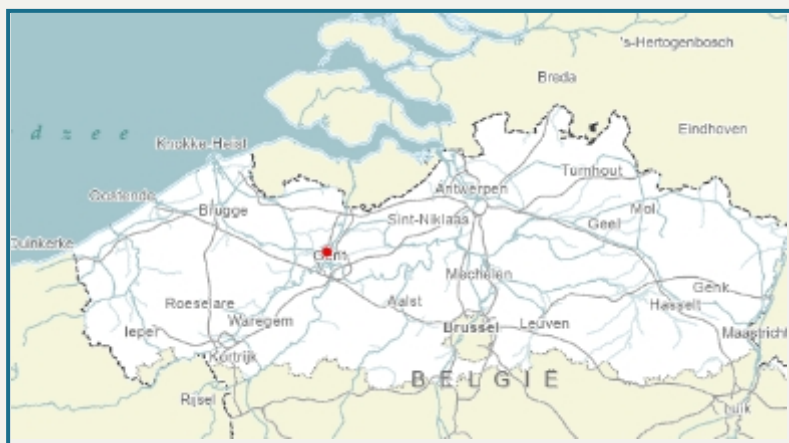 's-Hertogenbosch
Breda
d z e e
Eindhoven
Knokke-Heist
Turnhout
Antwerpen
Oostende
Brugge
Mol
Sint-Niklaas
Geel
Duinkerke
Gent
Mechelen
Genk
Roeselare
Aalst
Hasselt
Waregem
Brussel
Leuven
Ieper
Maastricht
Kortrijk
BELGIË
Rijsel
Luik